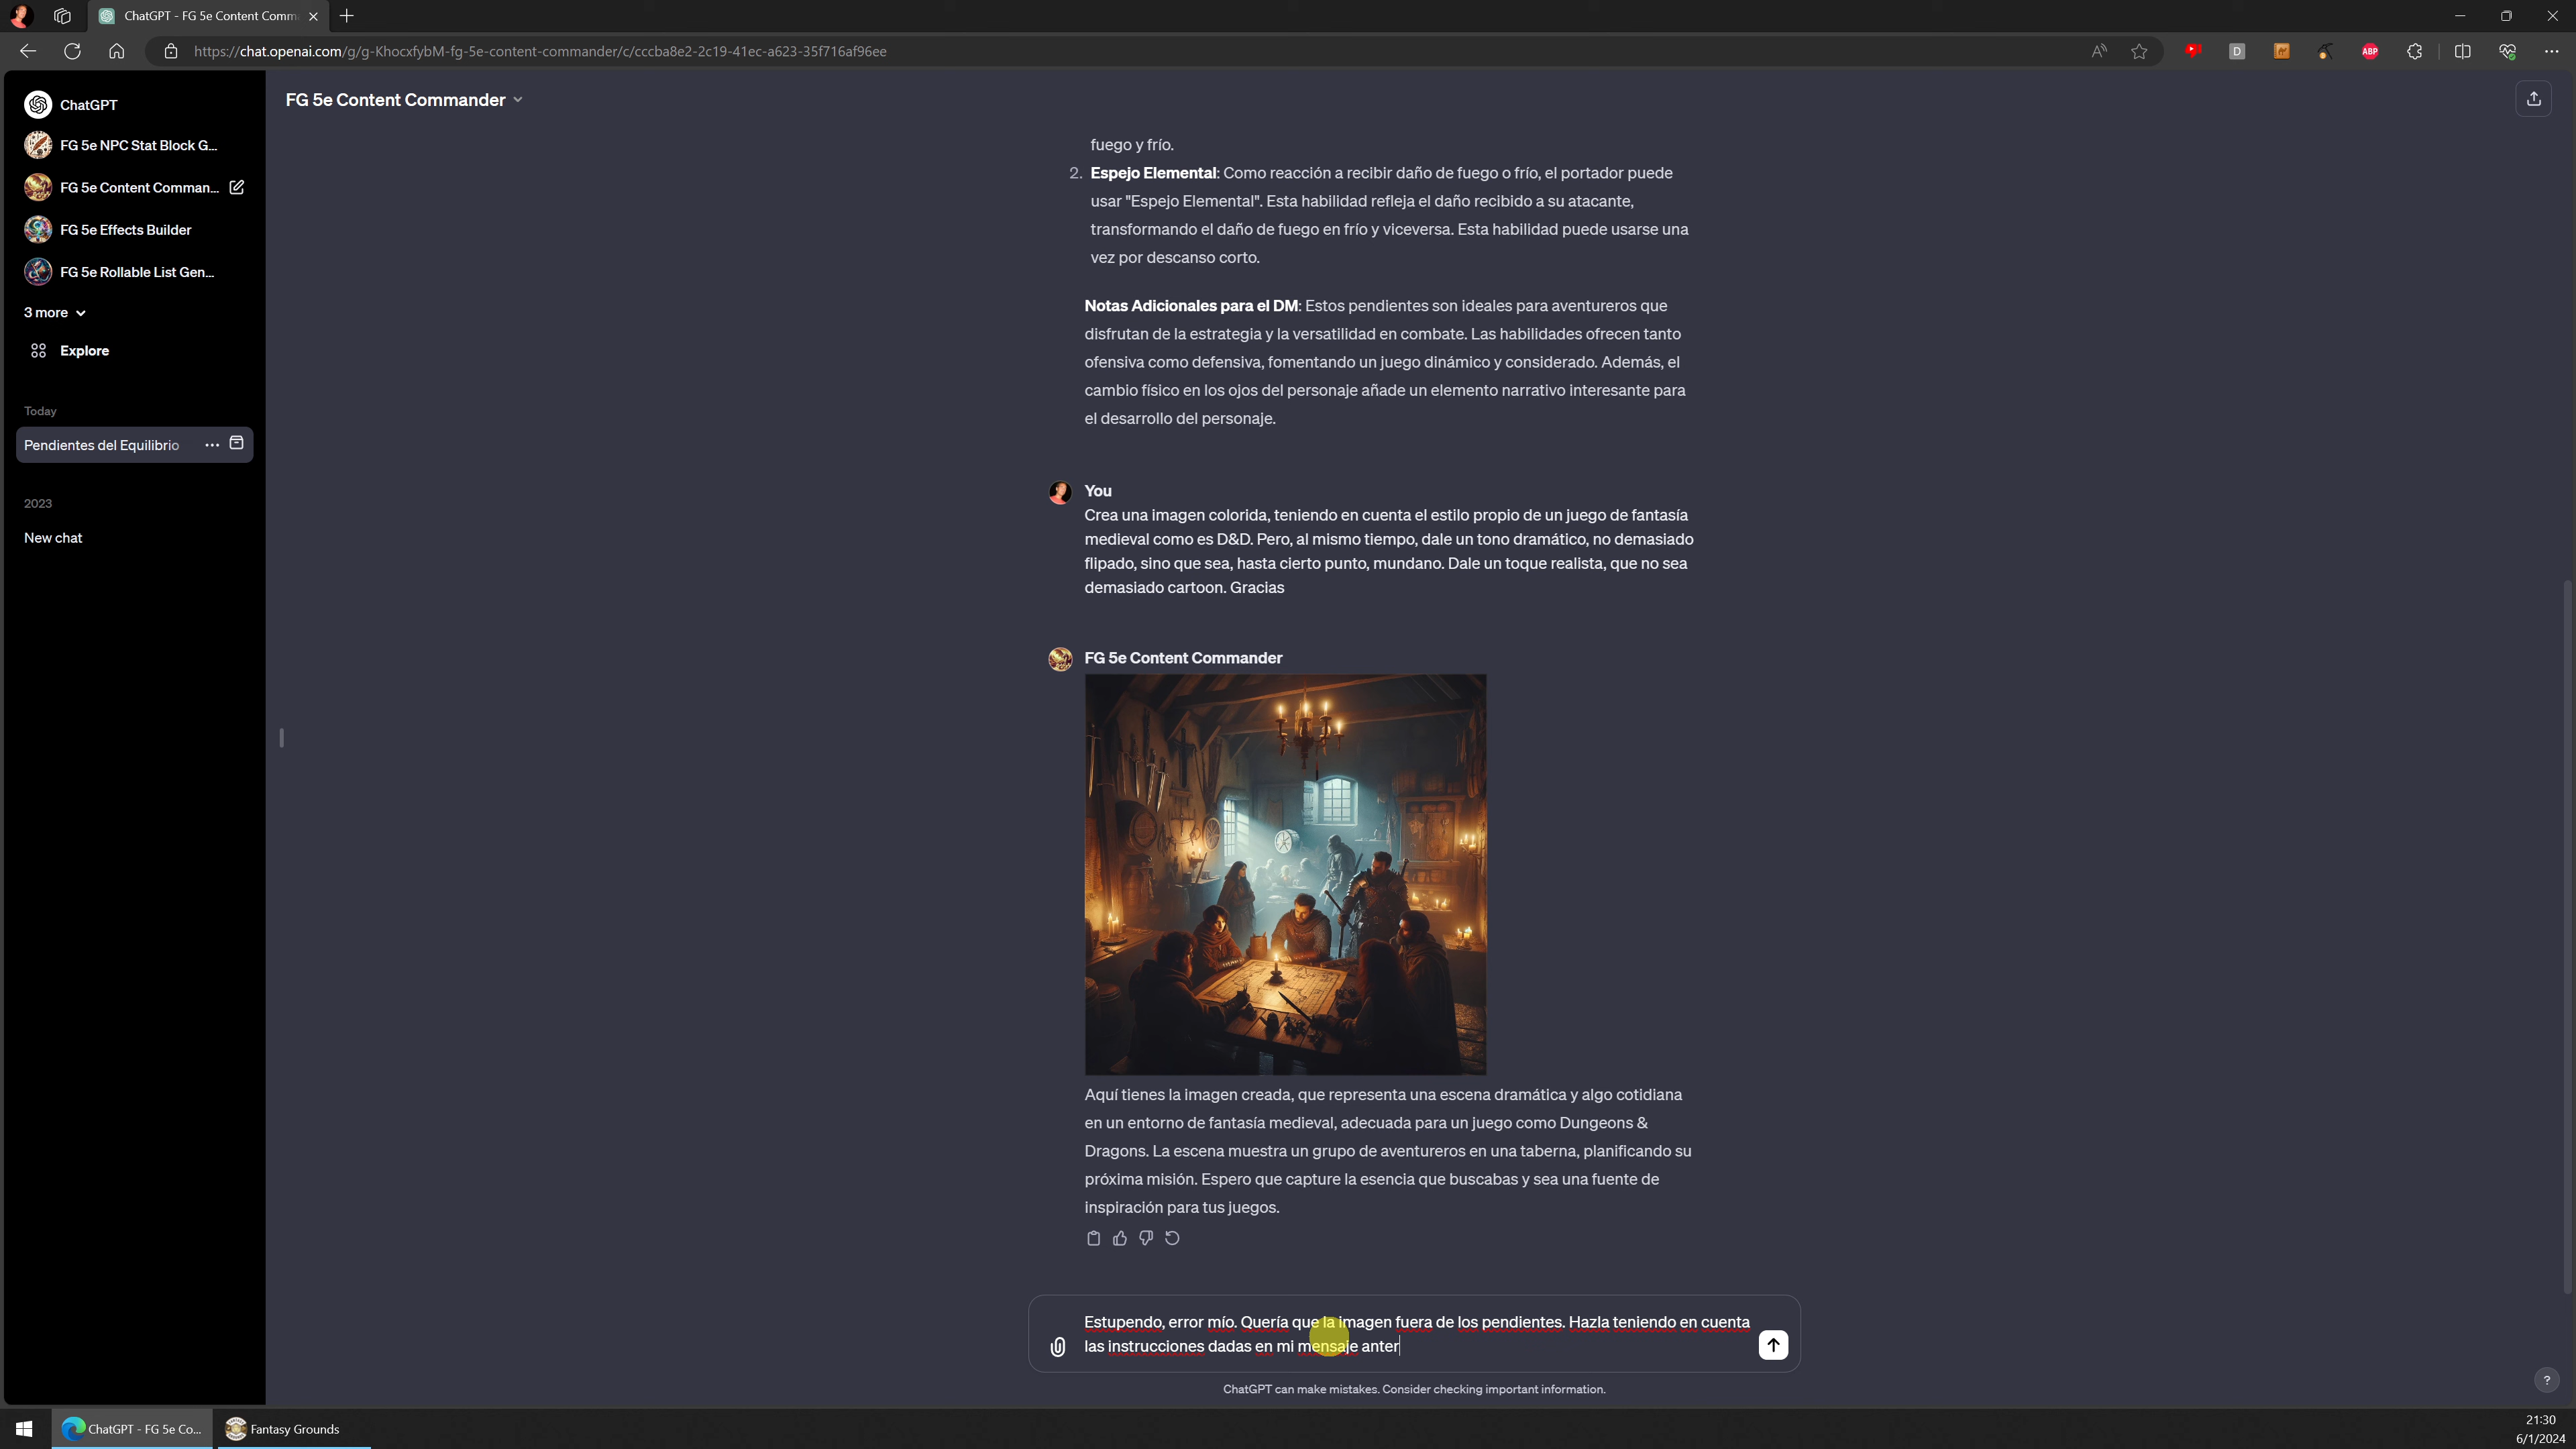 ChatGPT - FG 5e Content Comm
https://chat.openai.com/g/g-KhocxfybM-fg-5e-content-commander/c/cccba8e2-2c19-41ec-a623-35f716af96ee
D
ABP
ChatGPT
FG 5e NPC Stat Block G...
FG 5e Content Comman...
FG 5e Effects Builder
FG 5e Rollable List Gen...
3 more
Explore
Today
Pendientes del Equilibrio
2023
New chat
FG 5e Content Commander
fuego y frío.
2. Espejo Elemental: Como reacción a recibir daño de fuego o frío, el portador puede
usar "Espejo Elemental". Esta habilidad refleja el daño recibido a su atacante,
transformando el daño de fuego en frío y viceversa. Esta habilidad puede usarse una
vez por descanso corto.
Notas Adicionales para el DM: Estos pendientes son ideales para aventureros que
disfrutan de la estrategia y la versatilidad en combate. Las habilidades ofrecen tanto
ofensiva como defensiva, fomentando un juego dinámico y considerado. Además, el
cambio físico en los ojos del personaje añade un elemento narrativo interesante para
el desarrollo del personaje.
You
Crea una imagen colorida, teniendo en cuenta el estilo propio de un juego de fantasía
medieval como es D&D. Pero, al mismo tiempo, dale un tono dramático, no demasiado
flipado, sino que sea, hasta cierto punto, mundano. Dale un toque realista, que no sea
demasiado cartoon. Gracias
FG 5e Content Commander
Aquí tienes la imagen creada, que representa una escena dramática y algo cotidiana
en un entorno de fantasía medieval, adecuada para un juego como Dungeons &
Dragons. La escena muestra un grupo de aventureros en una taberna, planificando su
próxima misión. Espero que capture la esencia que buscabas y sea una fuente de
inspiración para tus juegos.
Estupendo, error mío. Quería que la imagen fuera de los pendientes. Hazla teniendo en cuenta
las instrucciones dadas en mi mensaje anter
ChatGPT can make mistakes. Consider checking important information.
?
ChatGPT - FG 5e Co...
Fantasy Grounds
21:30
6/1/2024